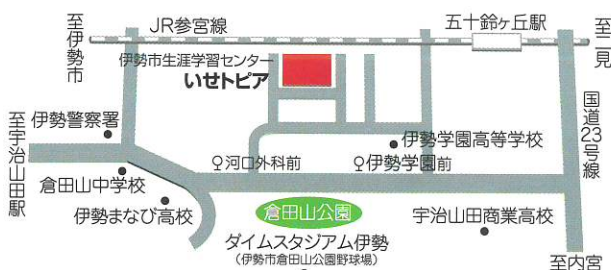 至伊勢市
JR参宮線
五十鈴ヶ丘駅
至二見
伊勢市生涯学習センター
いせトピア
国道23号線
伊勢警察署
至宇治山田駅
伊勢学園高等学校
河口外科前
伊勢学園前
倉田山中学校
伊勢まなび高校
倉田山公園
宇治山田商業高校
ダイムスタジアム伊勢
(伊勢市倉田山公園野球場)
至内宮